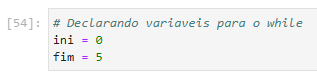 [54]: # Declarando variaveis para o while
ini = 0
fim = 5